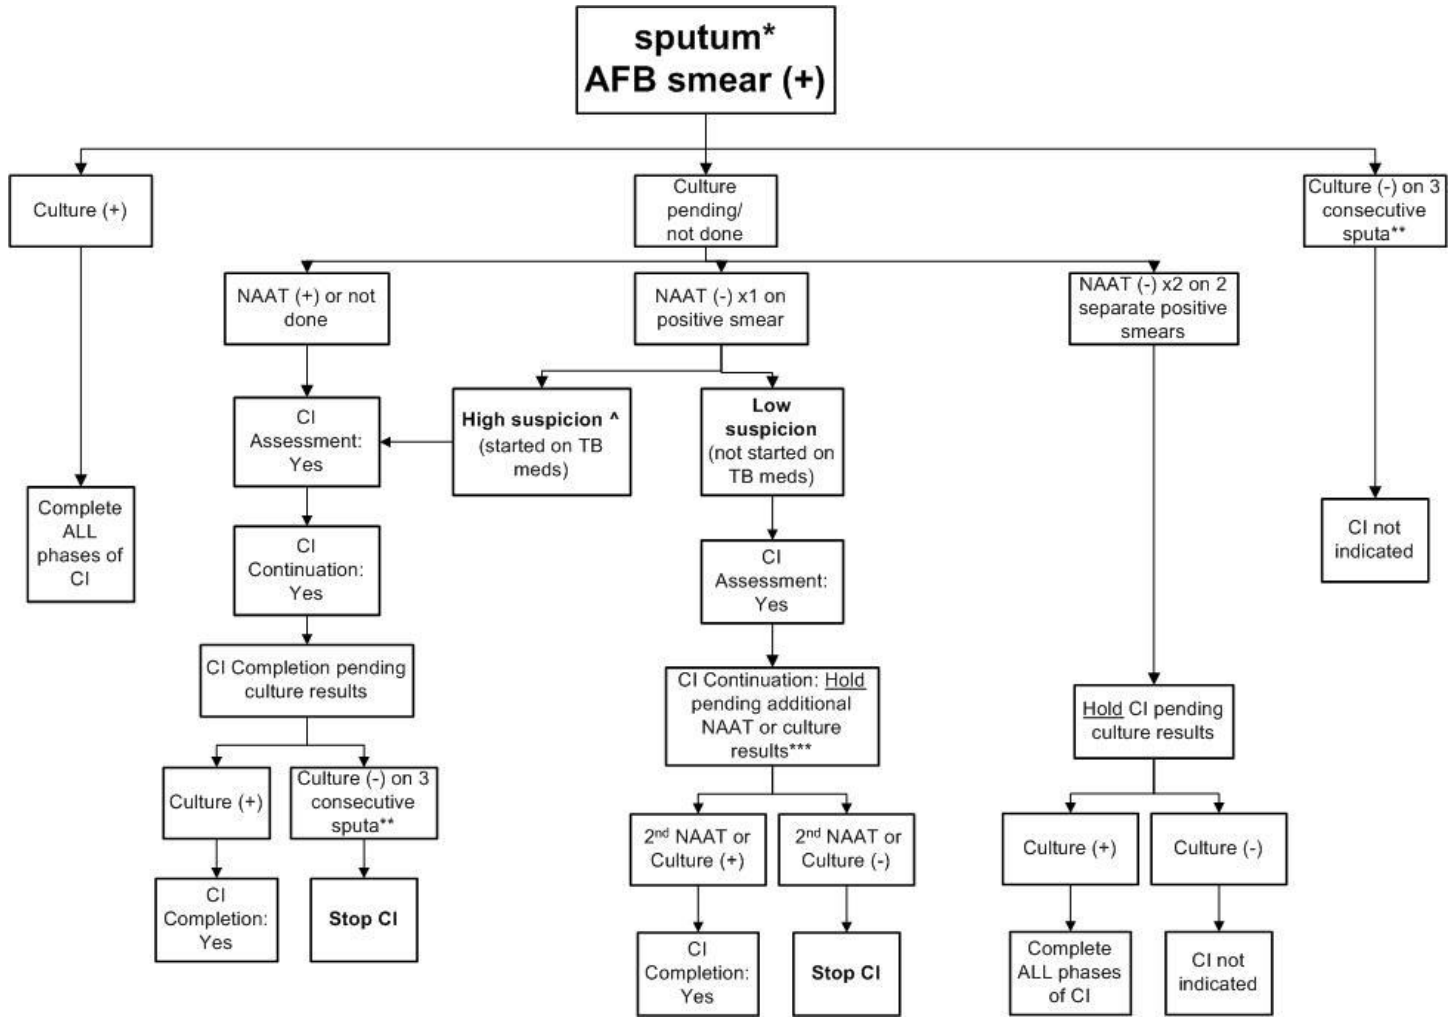 sputum*
AFB smear (+)
Culture (+)
Culture
pending/
not done
Culture (-) on 3
consecutive
sputa**
NAAT (+) or not
done
NAAT (-) x1 on
positive smear
NAAT (-) x2 on 2
separate positive
smears
CI
Assessment:
Yes
High suspicion ^
(started on TB
meds)
Low
suspicion
(not started on
TB meds)
Complete
ALL
phases of
CI
CI
Continuation:
Yes
CI
Assessment:
Yes
CI not
indicated
CI Completion pending
culture results
CI Continuation: Hold
pending additional
NAAT or culture
results***
Hold CI pending
culture results
Culture (+)
Culture (-) on 3
consecutive
sputa**
2nd NAAT or
Culture (+)
2nd NAAT or
Culture (-)
Culture (+)
Culture (-)
CI
Completion:
Yes
Stop CI
CI
Completion:
Yes
Stop CI
Complete
ALL phases
of CI
CI not
indicated